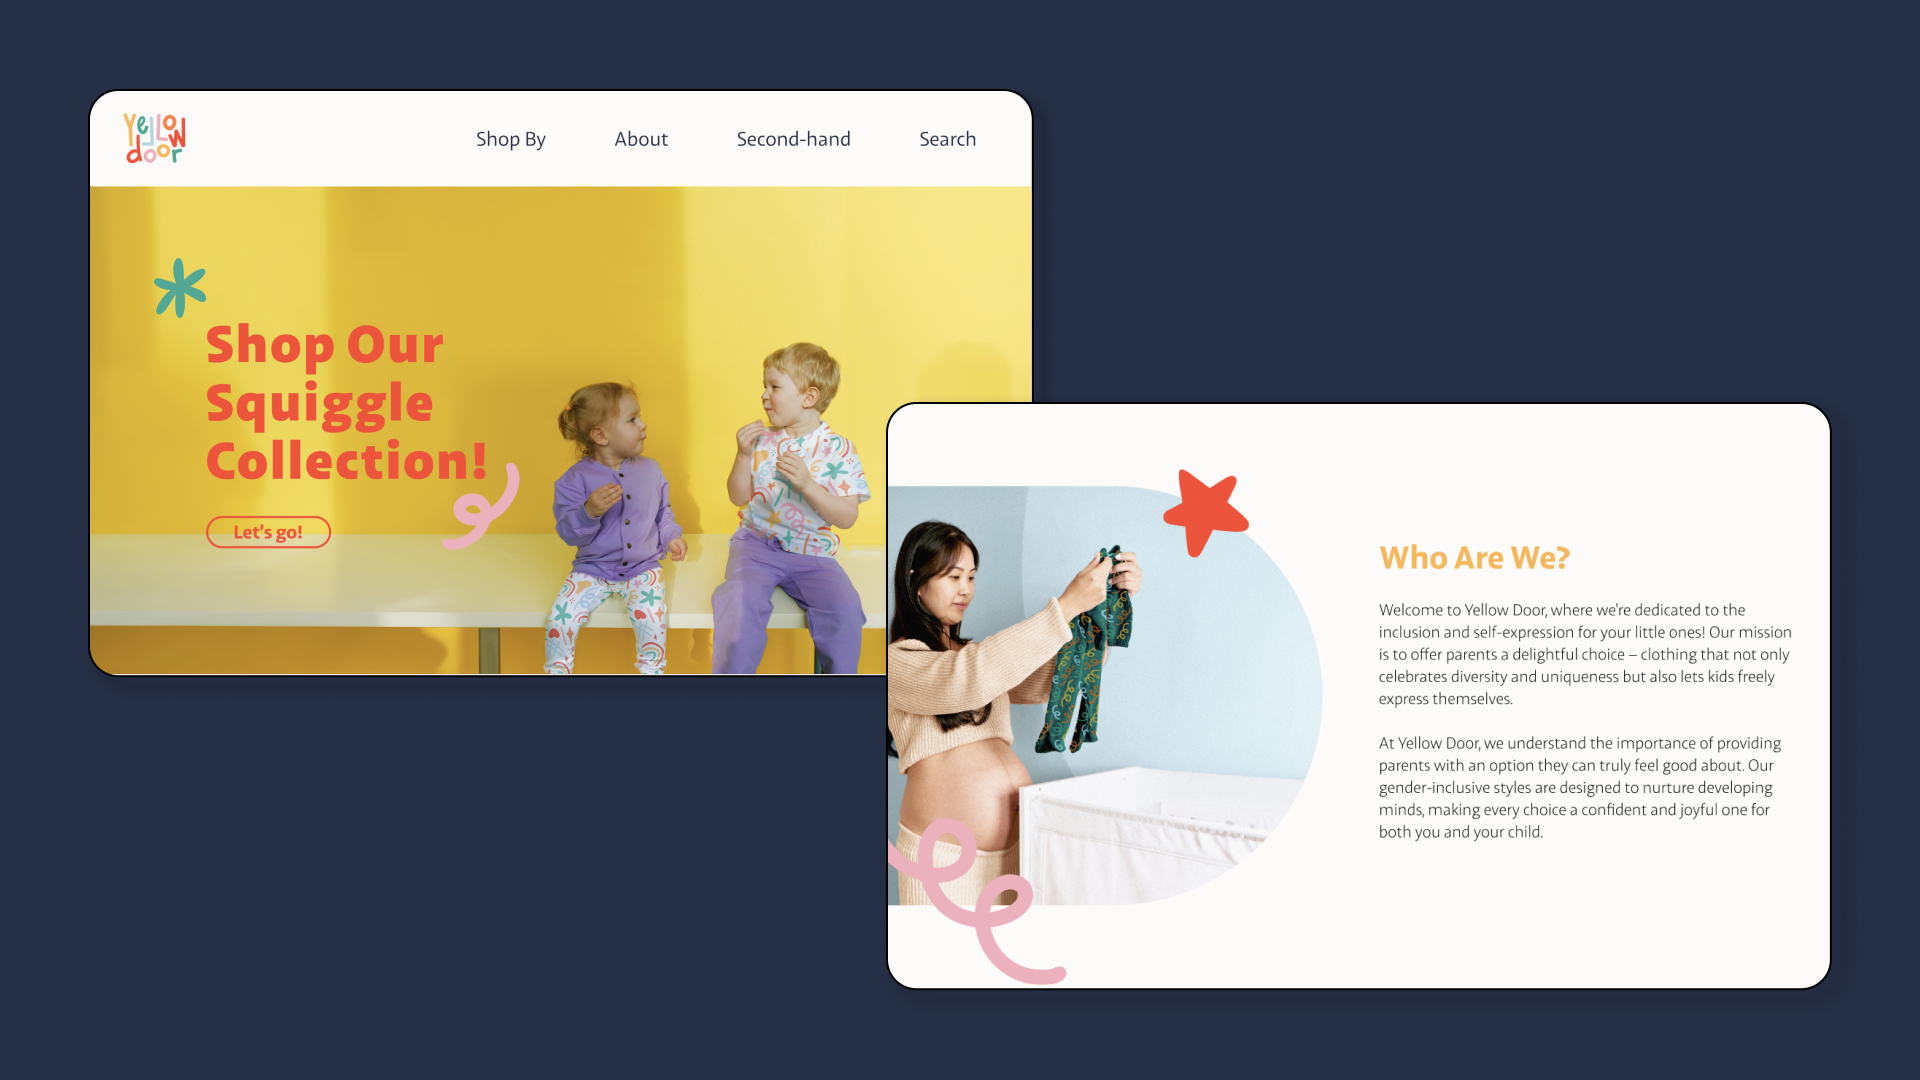 Yellow
door
Shop By
About
Second-hand
Search
Shop Our
Squiggle
Collection!
Let's go!
Who Are We?
Welcome to Yellow Door, where we're dedicated to the
inclusion and self-expression for your little ones! Our mission
is to offer parents a delightful choice – clothing that not only
celebrates diversity and uniqueness but also lets kids freely
express themselves.
At Yellow Door, we understand the importance of providing
parents with an option they can truly feel good about. Our
gender-inclusive styles are designed to nurture developing
minds, making every choice a confident and joyful one for
both you and your child.